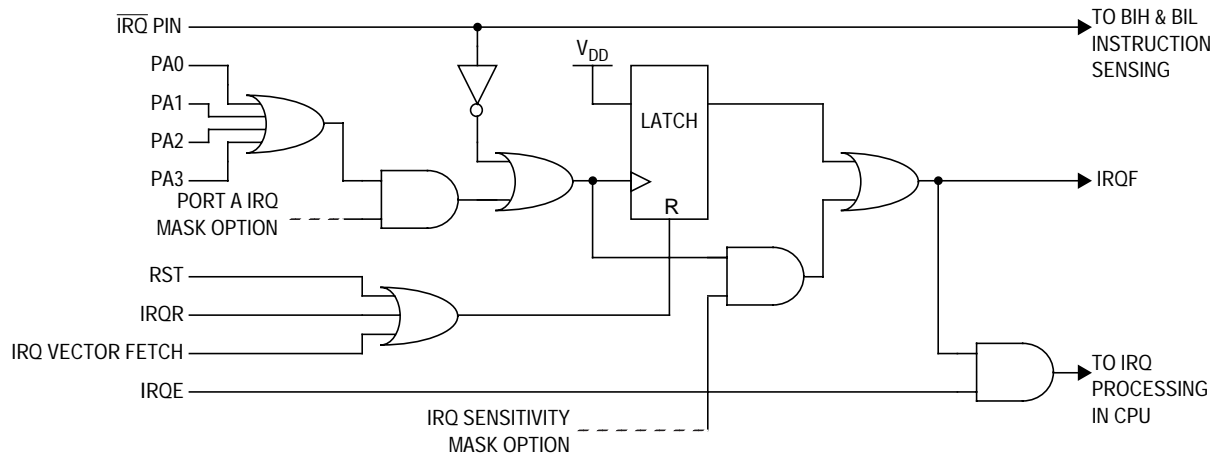 IRQ PIN
TO BIH & BIL
INSTRUCTION
SENSING
PA0
PA1
PA2
PA3
VDD
LATCH
R
PORT A IRQ
MASK OPTION
IRQF
RST
IRQR
IRQ VECTOR FETCH
IRQE
IRQ SENSITIVITY
MASK OPTION
TO IRQ
PROCESSING
IN CPU